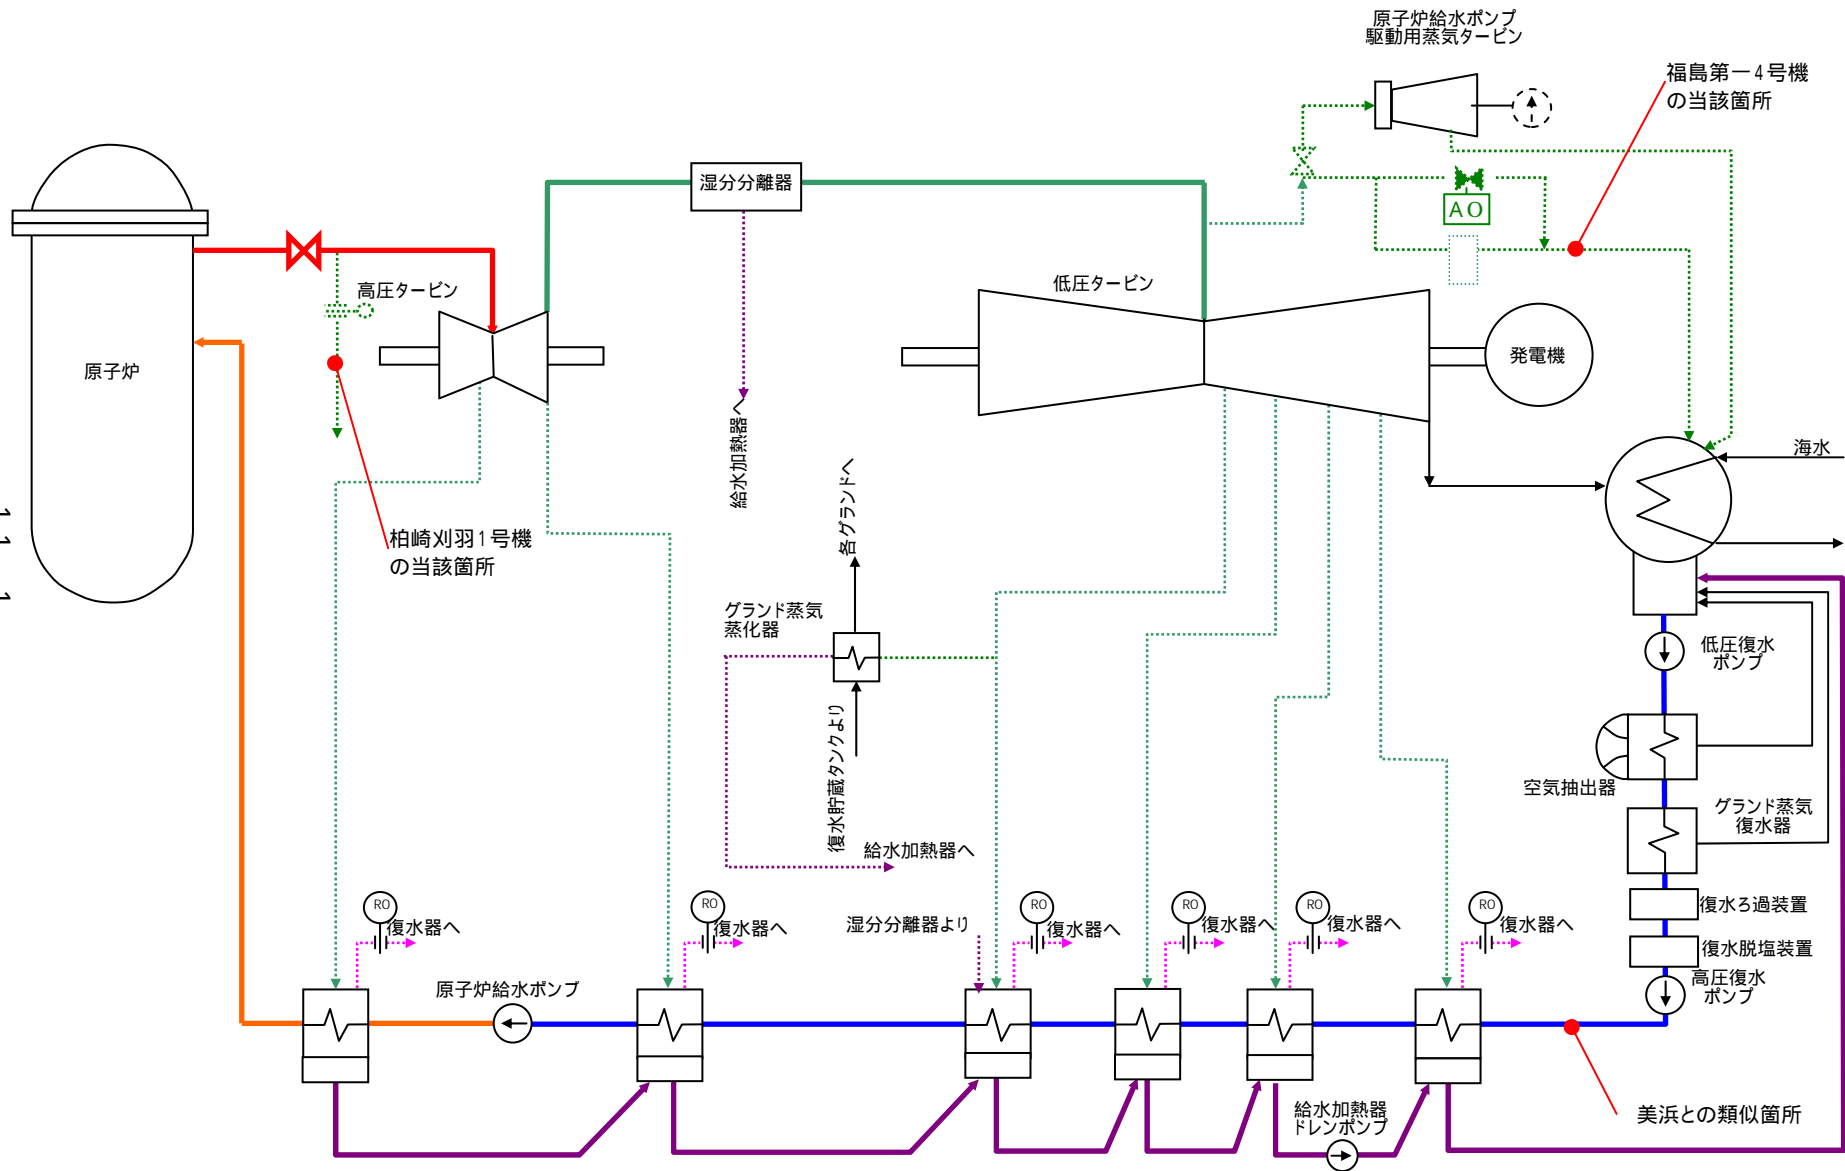 原子炉給水ポンプ
駆動用蒸気タービン
福島第一4号機
の当該箇所
湿分分離器
AO
高圧タービン
低圧タービン
原子炉
発電機
給水加熱器へ
海水
各グランドへ
柏崎刈羽1号機
の当該箇所
グランド蒸気
蒸化器
低圧復水
ポンプ
復水貯蔵タンクより
空気抽出器
グランド蒸気
復水器
給水加熱器へ
RO
復水器へ
RO
復水器へ
湿分分離器より
RO
復水器へ
RO
復水器へ
RO
復水器へ
RO
復水器へ
復水ろ過装置
復水脱塩装置
高圧復水
ポンプ
原子炉給水ポンプ
給水加熱器
ドレンポンプ
美浜との類似箇所